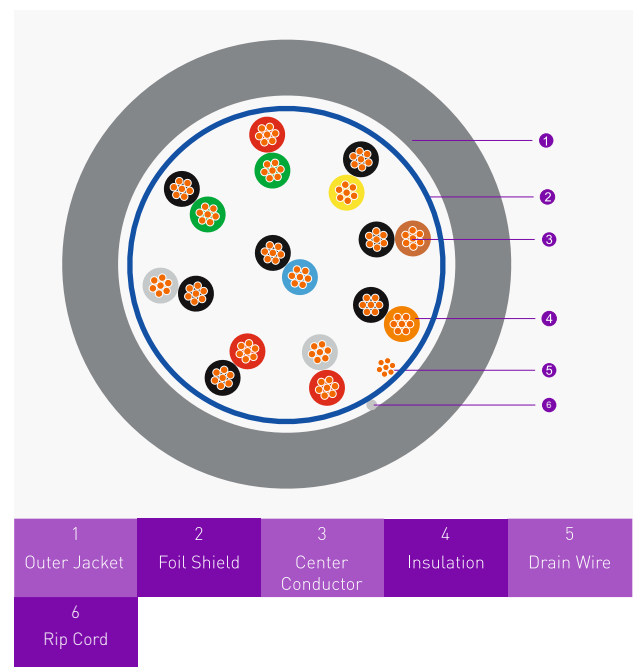 1
2
3
4
5
6
1
Outer Jacket
2
Foil Shield
3
Center
Conductor
4
Insulation
5
Drain Wire
6
Rip Cord